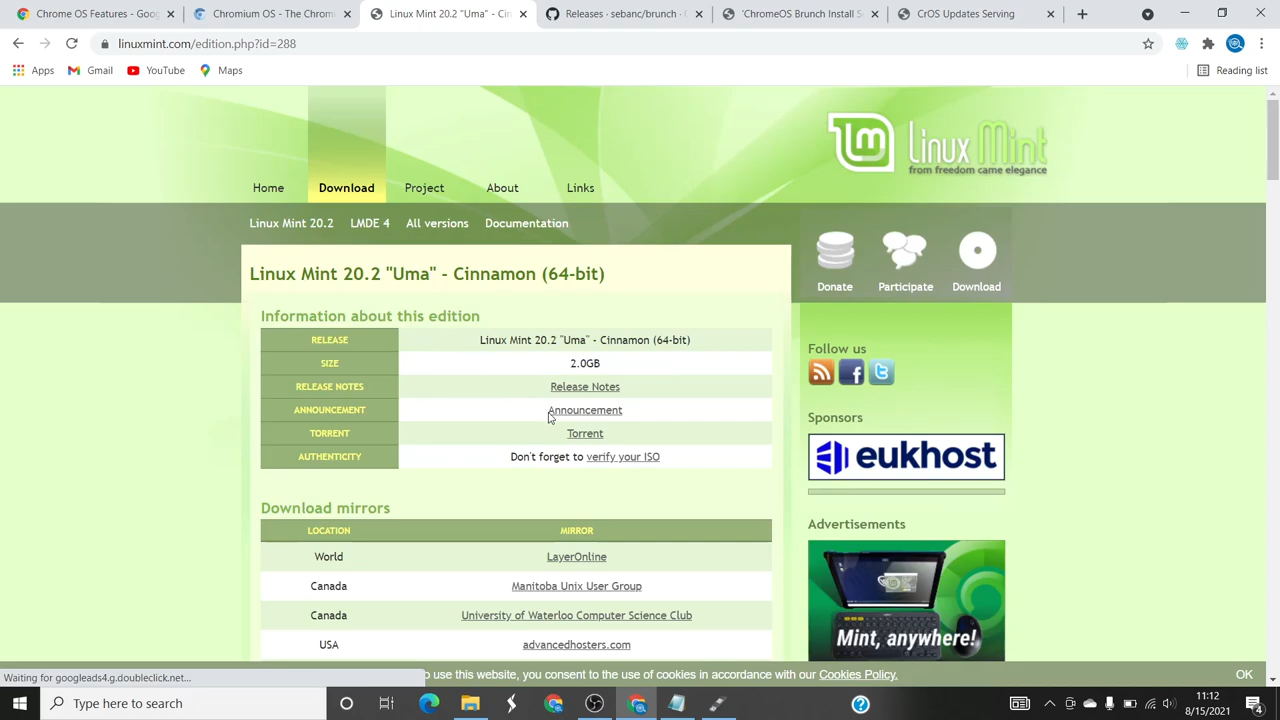 Chrome OS Features - Goog
Chrome OS - The Chromi
Linux Mint 20.2 "Uma" - Cin
Releases · sebanc/brunch · G
'ChromeOS Brunch Install S
CrOS Updates Serving
linuxmint.com/edition.php?id=288
Apps
Gmail
YouTube
Maps
Reading list
Linux Mint
from freedom came elegance
Home
Download
Project
About
Links
Linux Mint 20.2
LMDE 4
All versions
Documentation
Donate
Participate
Download
Linux Mint 20.2 "Uma" - Cinnamon (64-bit)
Information about this edition
RELEASE Linux Mint 20.2 "Uma" - Cinnamon (64-bit)
SIZE 2.0GB
RELEASE NOTES Release Notes
ANNOUNCEMENT Announcement
TORRENT Torrent
AUTHENTICITY Don't forget to verify your ISO
Download mirrors
LOCATION MIRROR
World LayerOnline
Canada Manitoba Unix User Group
Canada University of Waterloo Computer Science Club
USA advancedhosters.com
Follow us
Sponsors
eukhost
Advertisements
Mint, anywhere!
Waiting for googleads4.g.doubleclick.net...
to use this website, you consent to the use of cookies in accordance with our Cookies Policy.
OK
Type here to search
11:12
8/15/2021
4